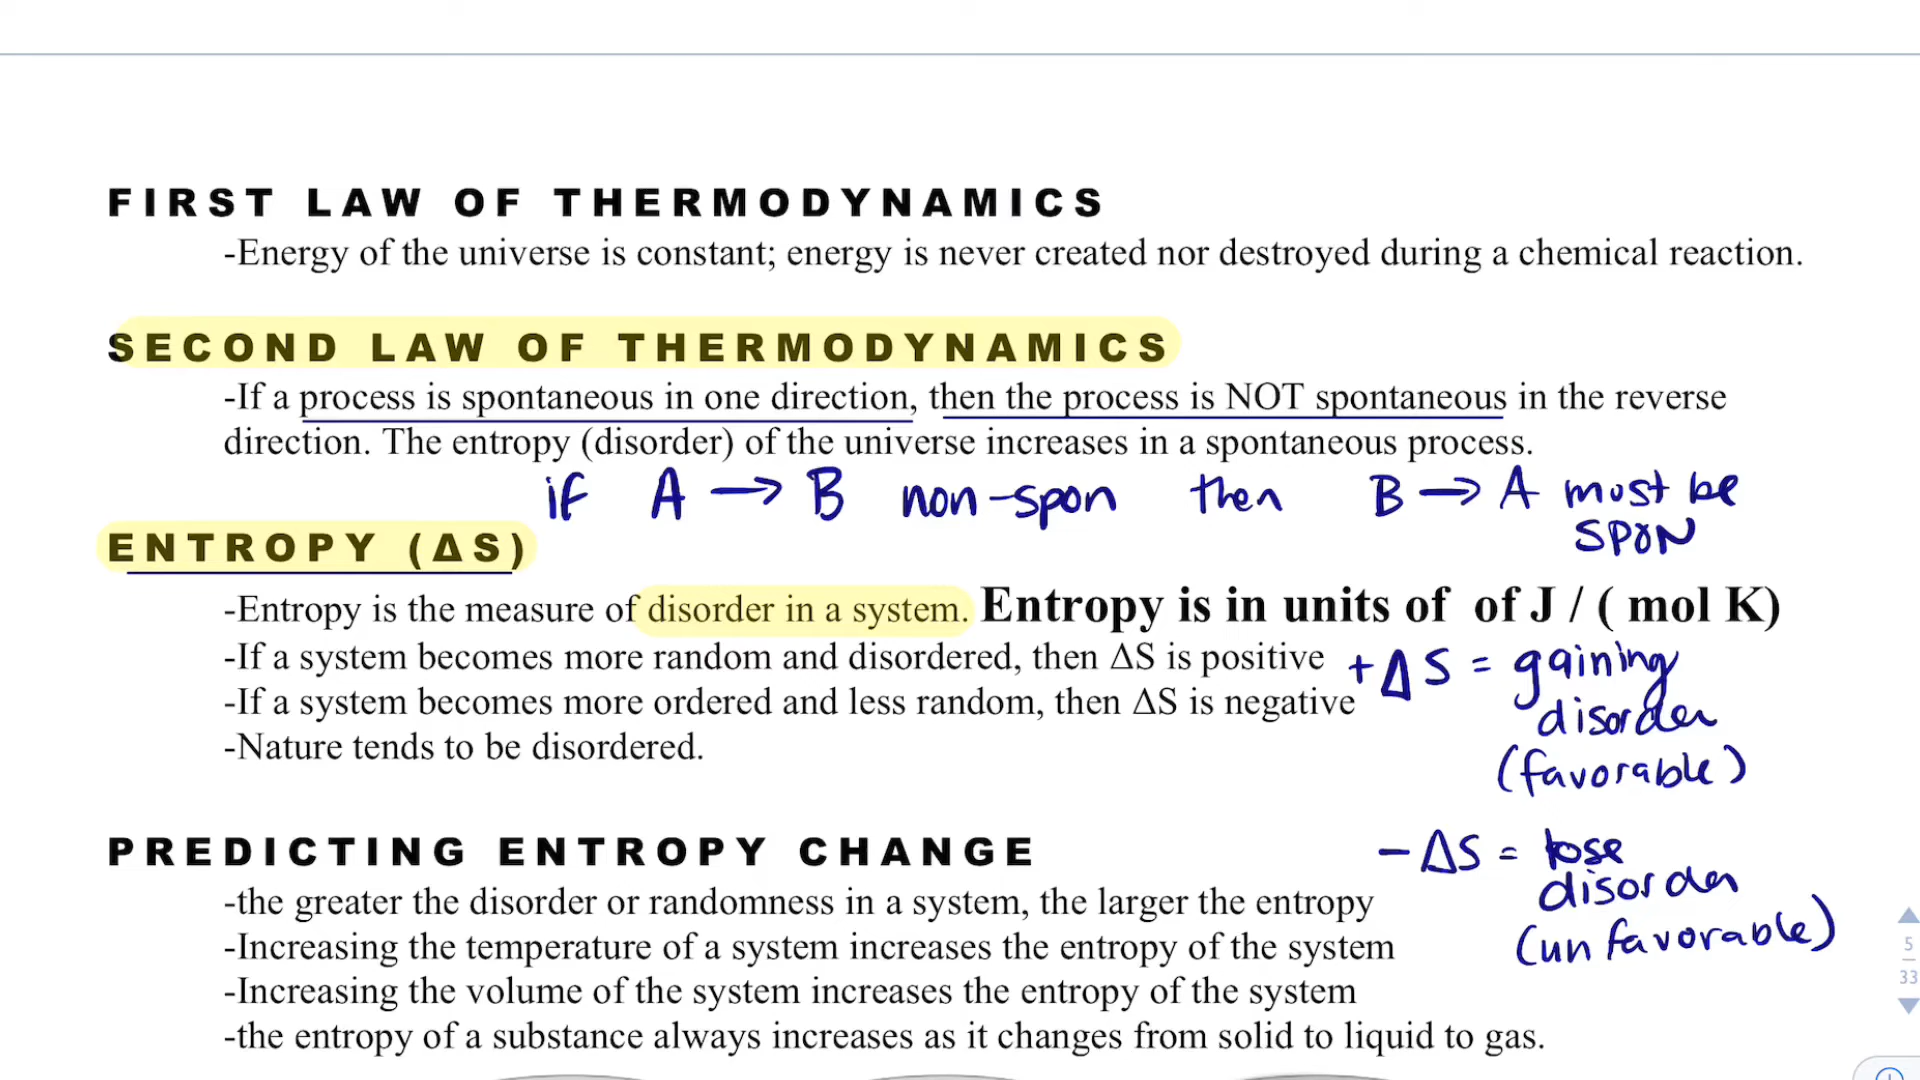 FIRST LAW OF THERMODYNAMICS
-Energy of the universe is constant; energy is never created nor destroyed during a chemical reaction.
SECOND LAW OF THERMODYNAMICS
-If a process is spontaneous in one direction, then the process is NOT spontaneous in the reverse
direction. The entropy (disorder) of the universe increases in a spontaneous process.
if A → B non-spon then B → A must be
SPON
ENTROPY (ΔS)
-Entropy is the measure of disorder in a system. Entropy is in units of of J / ( mol K)
-If a system becomes more random and disordered, then ΔS is positive
+ΔS = gaining
-If a system becomes more ordered and less random, then ΔS is negative
disorder
-Nature tends to be disordered.
(favorable)
PREDICTING ENTROPY CHANGE
-ΔS = lose
disorder
-the greater the disorder or randomness in a system, the larger the entropy
(unfavorable)
-Increasing the temperature of a system increases the entropy of the system
-Increasing the volume of the system increases the entropy of the system
-the entropy of a substance always increases as it changes from solid to liquid to gas.
5
33